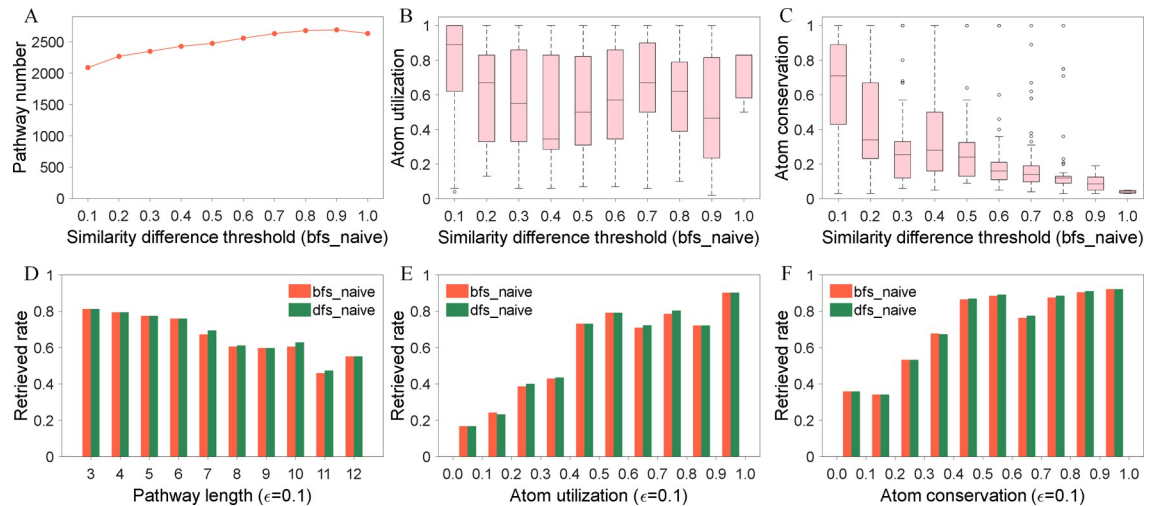 A
Pathway number
2500
2000
1500
1000
500
0
0.1 0.2 0.3 0.4 0.5 0.6 0.7 0.8 0.9 1.0
Similarity difference threshold (bfs_naive)
B
Atom utilization
1
0.8
0.6
0.4
0.2
0
0.1 0.2 0.3 0.4 0.5 0.6 0.7 0.8 0.9 1.0
Similarity difference threshold (bfs_naive)
C
Atom conservation
1
0.8
0.6
0.4
0.2
0
0.1 0.2 0.3 0.4 0.5 0.6 0.7 0.8 0.9 1.0
Similarity difference threshold (bfs_naive)
D
Retrieved rate
1
0.8
0.6
0.4
0.2
0
bfs_naive
dfs_naive
3 4 5 6 7 8 9 10 11 12
Pathway length (ϵ=0.1)
E
Retrieved rate
1
0.8
0.6
0.4
0.2
0
bfs_naive
dfs_naive
0.0 0.1 0.2 0.3 0.4 0.5 0.6 0.7 0.8 0.9 1.0
Atom utilization (ϵ=0.1)
F
Retrieved rate
1
0.8
0.6
0.4
0.2
0
bfs_naive
dfs_naive
0.0 0.1 0.2 0.3 0.4 0.5 0.6 0.7 0.8 0.9 1.0
Atom conservation (ϵ=0.1)